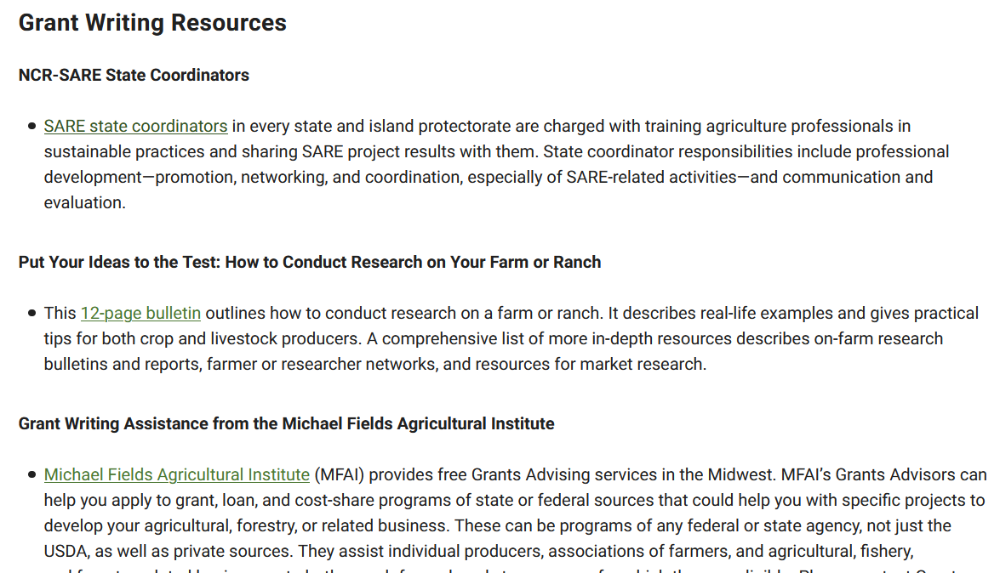 Grant Writing Resources
NCR-SARE State Coordinators
SARE state coordinators in every state and island protectorate are charged with training agriculture professionals in
sustainable practices and sharing SARE project results with them. State coordinator responsibilities include professional
development—promotion, networking, and coordination, especially of SARE-related activities—and communication and
evaluation.
Put Your Ideas to the Test: How to Conduct Research on Your Farm or Ranch
This 12-page bulletin outlines how to conduct research on a farm or ranch. It describes real-life examples and gives practical
tips for both crop and livestock producers. A comprehensive list of more in-depth resources describes on-farm research
bulletins and reports, farmer or researcher networks, and resources for market research.
Grant Writing Assistance from the Michael Fields Agricultural Institute
Michael Fields Agricultural Institute (MFAI) provides free Grants Advising services in the Midwest. MFAI's Grants Advisors can
help you apply to grant, loan, and cost-share programs of state or federal sources that could help you with specific projects to
develop your agricultural, forestry, or related business. These can be programs of any federal or state agency, not just the
USDA, as well as private sources. They assist individual producers, associations of farmers, and agricultural, fishery,